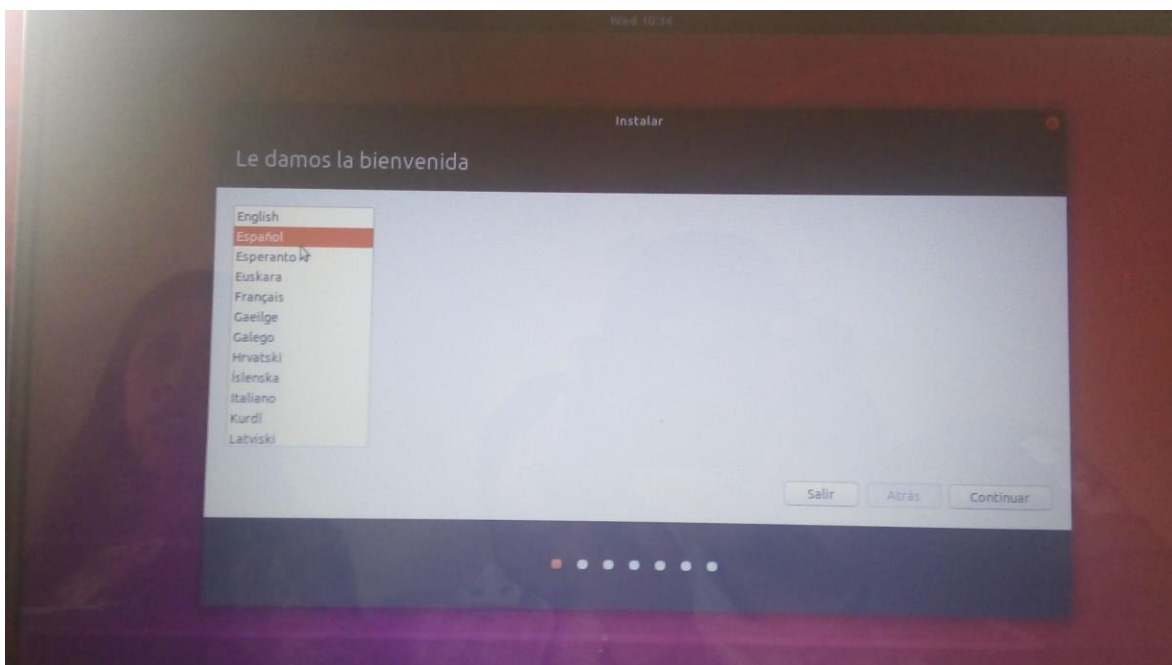 Wed 10:34
Instalar
Le damos la bienvenida
English
Español
Esperanto
Euskara
Français
Gaeilge
Galego
Hrvatski
Íslenska
Italiano
Kurdî
Latviski
Salir
Atrás
Continuar